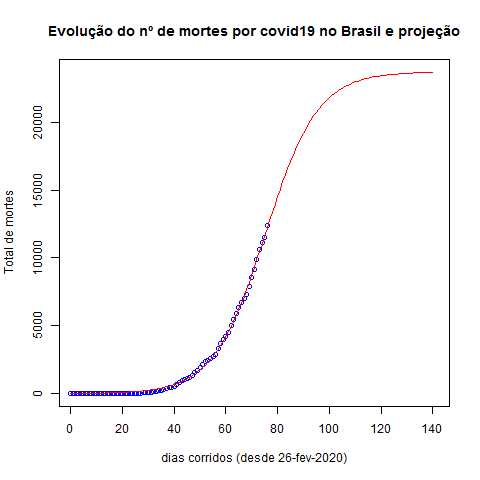 Evolução do nº de mortes por covid19 no Brasil e projeção
Total de mortes
20000
15000
10000
5000
0
0 20 40 60 80 100 120 140
dias corridos (desde 26-fev-2020)